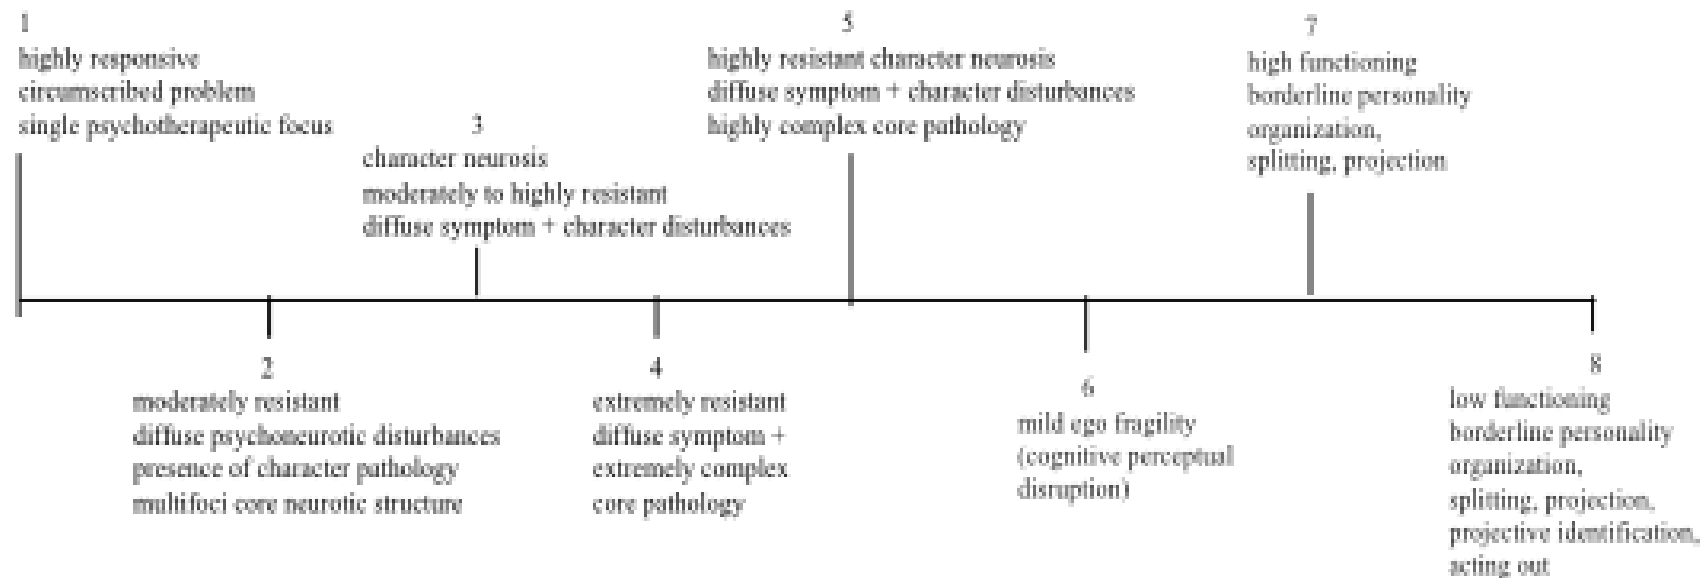 1
highly responsive
circumscribed problem
single psychotherapeutic focus
2
moderately resistant
diffuse psychoneurotic disturbances
presence of character pathology
multifoci core neurotic structure
3
character neurosis
moderately to highly resistant
diffuse symptom + character disturbances
4
extremely resistant
diffuse symptom +
extremely complex
core pathology
5
highly resistant character neurosis
diffuse symptom + character disturbances
highly complex core pathology
6
mild ego fragility
(cognitive perceptual
disruption)
7
high functioning
borderline personality
organization,
splitting, projection
8
low functioning
borderline personality
organization,
splitting, projection,
projective identification,
acting out